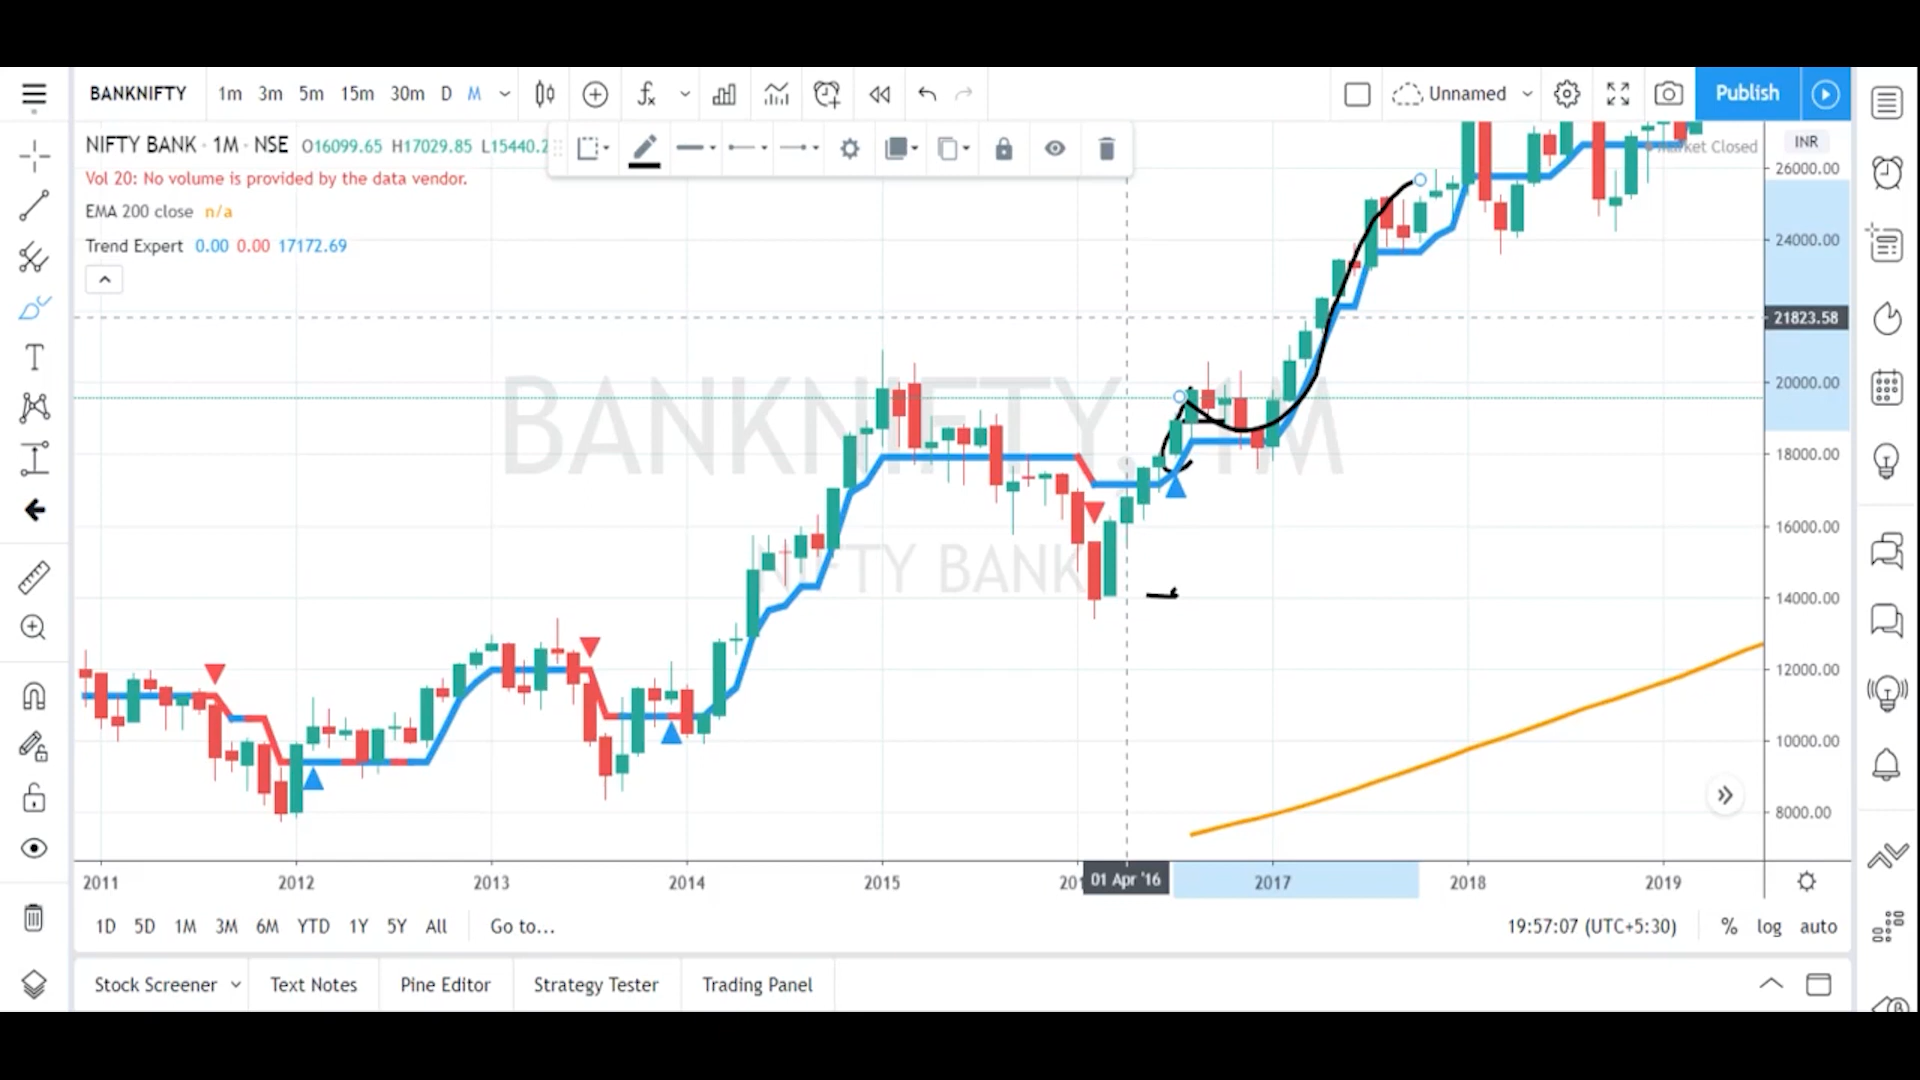 BANKNIFTY 1m 3m 5m 15m 30m D M Unnamed Publish
NIFTY BANK · 1M · NSE O16099.65 H17029.85 L15440.2
Vol 20: No volume is provided by the data vendor.
EMA 200 close n/a
Trend Expert 0.00 0.00 17172.69
Market Closed
INR
26000.00
24000.00
21823.58
20000.00
18000.00
16000.00
14000.00
12000.00
10000.00
8000.00
BANKNIFTY, 1M
NIFTY BANK
2011 2012 2013 2014 2015 01 Apr '16 2017 2018 2019
1D 5D 1M 3M 6M YTD 1Y 5Y All Go to... 19:57:07 (UTC+5:30) % log auto
Stock Screener Text Notes Pine Editor Strategy Tester Trading Panel